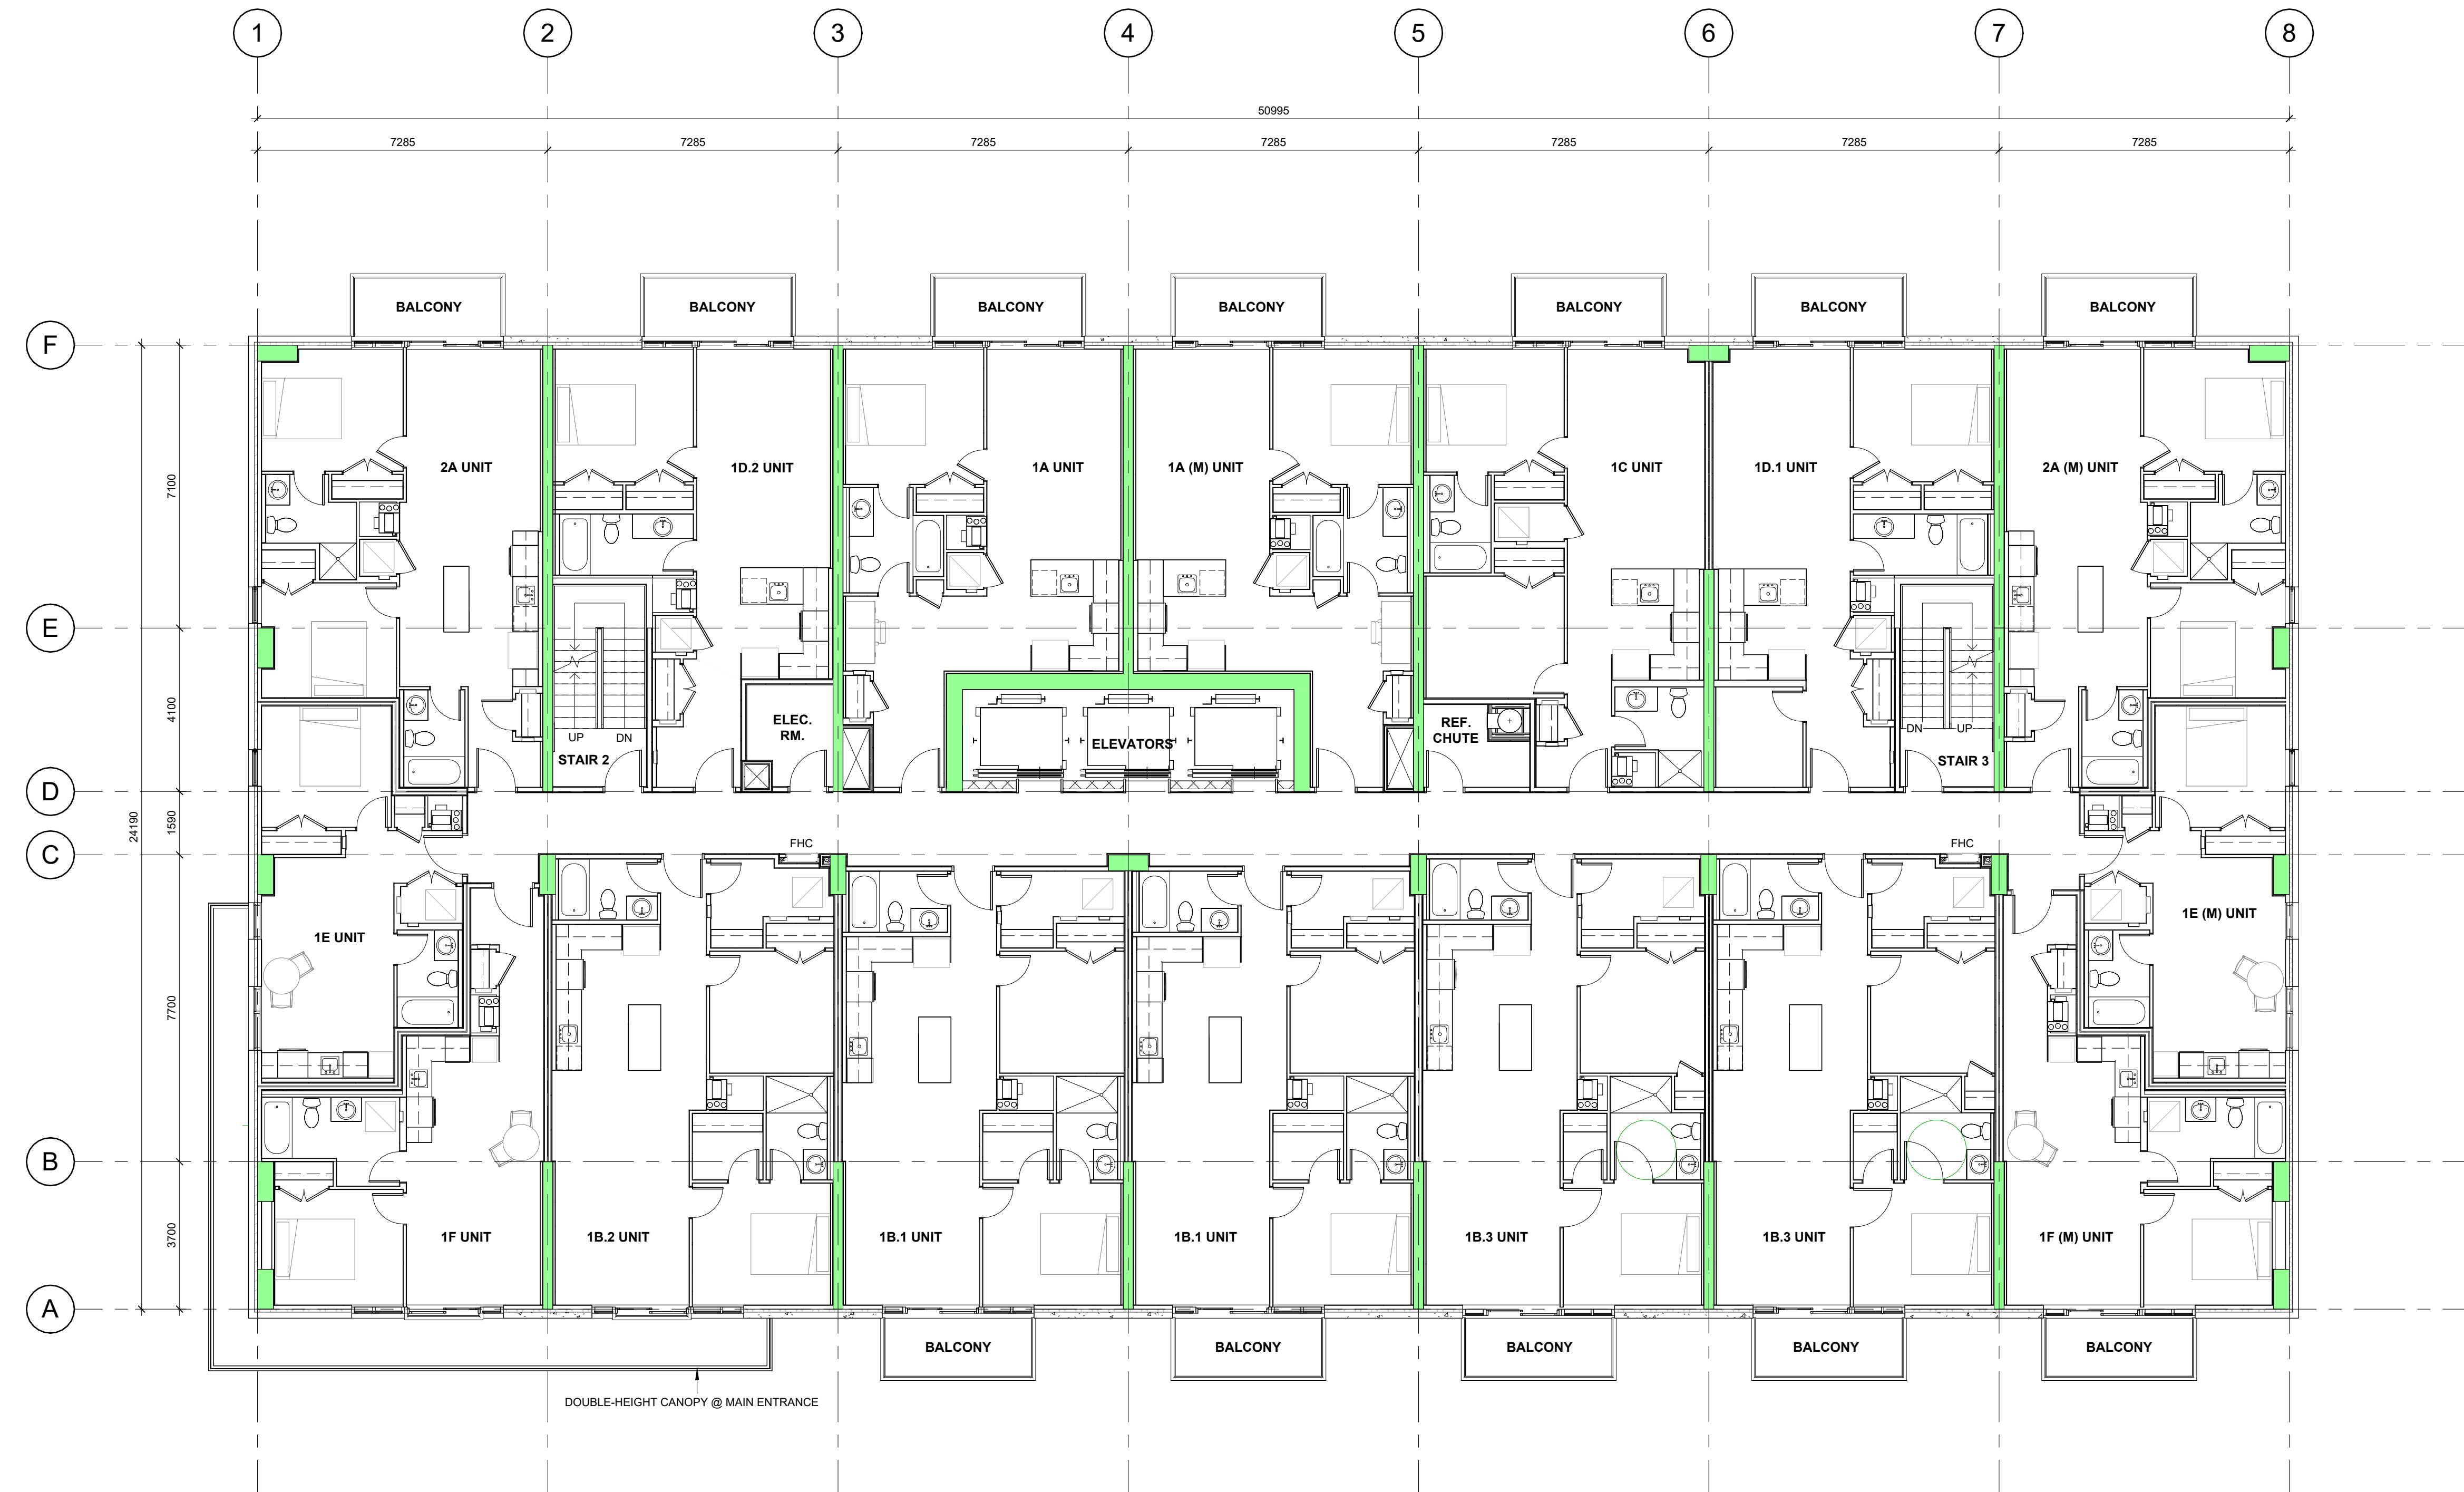 1 2 3 4 5 6 7 8
50995
7285 7285 7285 7285 7285 7285 7285
BALCONY BALCONY BALCONY BALCONY BALCONY BALCONY BALCONY
F
2A UNIT 1D.2 UNIT 1A UNIT 1A (M) UNIT 1C UNIT 1D.1 UNIT 2A (M) UNIT
7100
E
4100
ELEC.
RM.
REF.
CHUTE
UP DN
DN UP
ELEVATORS
STAIR 2
STAIR 3
D
24190
1590
FHC FHC
C
1E UNIT
1E (M) UNIT
7700
B
3700
1F UNIT 1B.2 UNIT 1B.1 UNIT 1B.1 UNIT 1B.3 UNIT 1B.3 UNIT 1F (M) UNIT
A
BALCONY BALCONY BALCONY BALCONY BALCONY
DOUBLE-HEIGHT CANOPY @ MAIN ENTRANCE